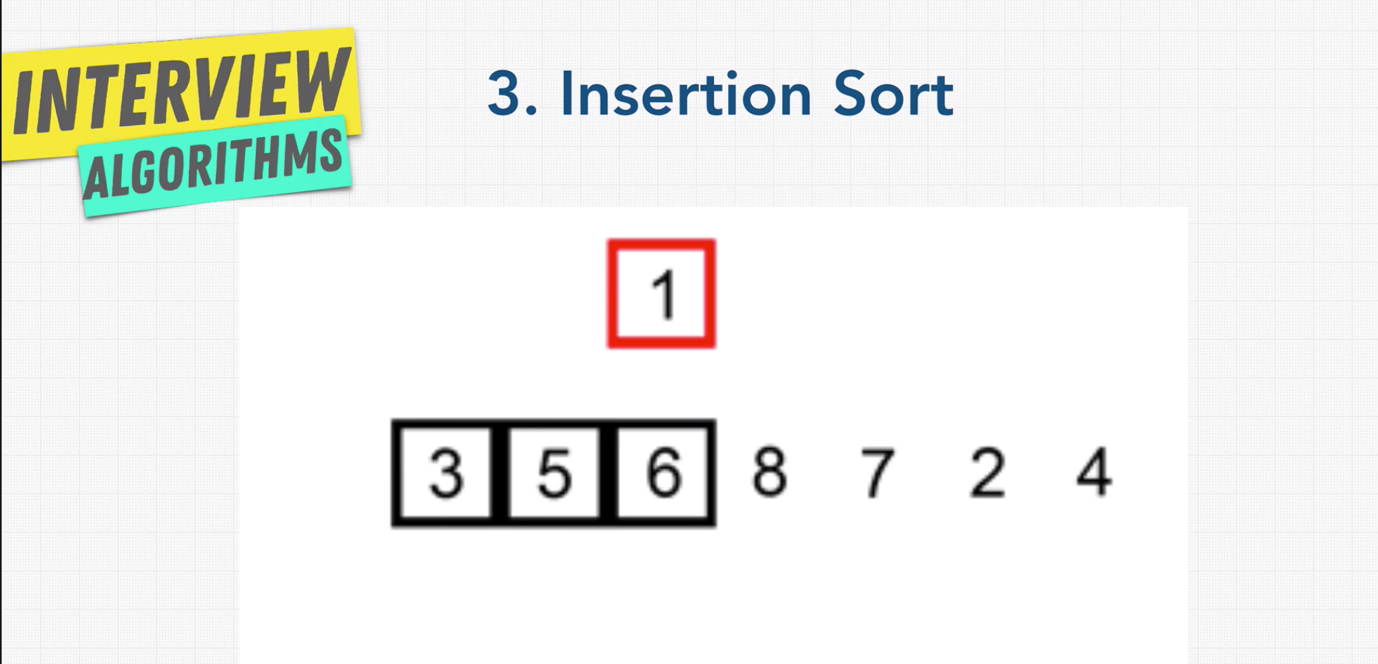 INTERVIEW
ALGORITHMS
3. Insertion Sort
1
3 5 6 8 7 2 4